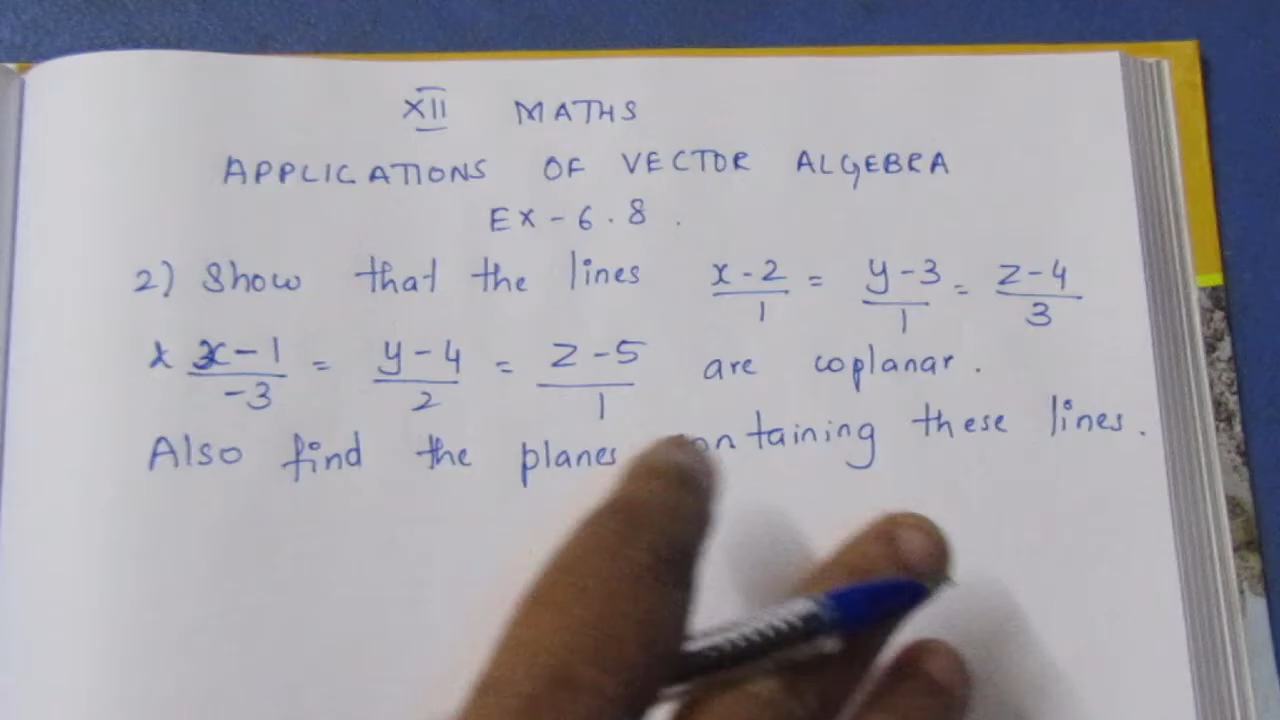 XII MATHS
APPLICATIONS OF VECTOR ALGEBRA
EX-6.8.
2) Show that the lines x-2/1 = y-3/1 = z-4/3
x x-1/-3 = y-4/2 = z-5/1 are coplanar.
Also find the planes these lines.